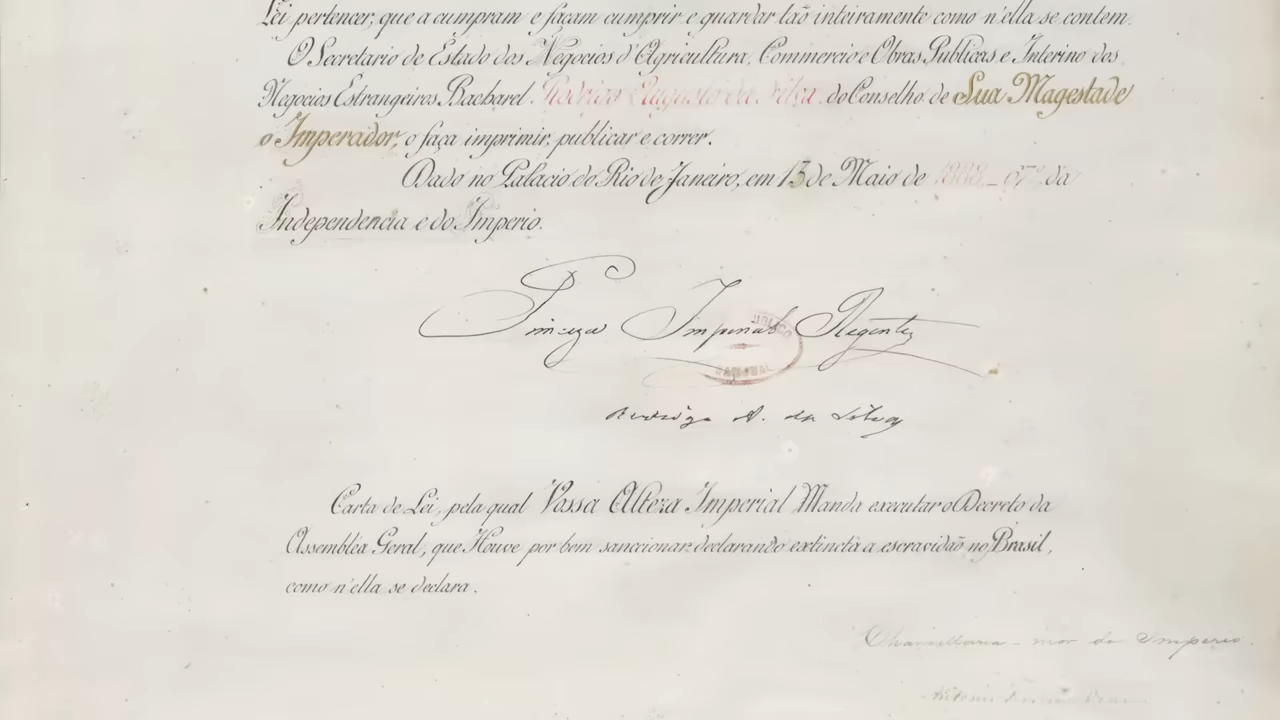 Lei pertencer, que a cumpram e façam cumprir e guardar tão inteiramente como n'ella se contem.
O Secretario de Estado dos Negocios d'Agricultura, Commercio e Obras Publicas e Interino dos
Negocios Estrangeiros Bacharel Rodrigo Augusto da Silva do Conselho de Sua Magestade
o Imperador, o faça imprimir, publicar e correr.
Dado no Palacio do Rio de Janeiro, em 13 de Maio de 1888_67º da
Independencia e do Imperio.
Princeza Imperial Regente
Rodrigo A. da Silva
Carta de Lei, pela qual Vossa Alteza Imperial Manda executar o Decreto da
Assembléa Geral, que Houve por bem sanccionar declarando extincta a escravidão no Brasil,
como n'ella se declara.
Chancellaria-mor do Imperio.
Antonio Ferreira